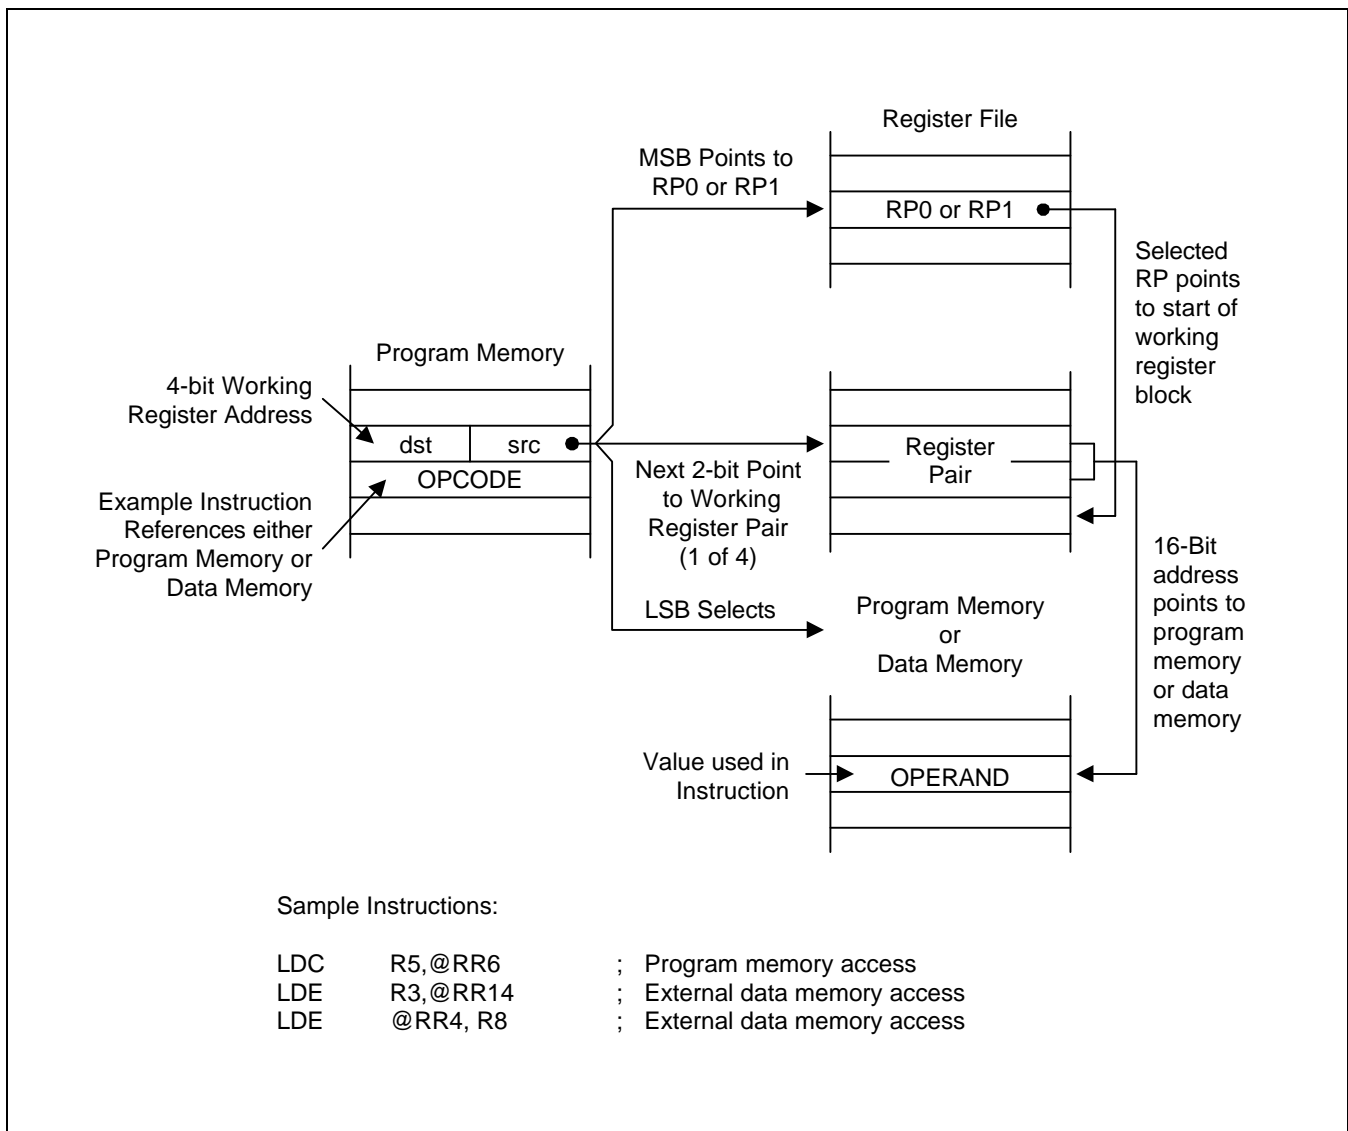 Register File
MSB Points to
RP0 or RP1
RP0 or RP1
Selected
RP points
to start of
working
register
block
Program Memory
4-bit Working
Register Address
dst src
OPCODE
Example Instruction
References either
Program Memory or
Data Memory
Next 2-bit Point
to Working
Register Pair
(1 of 4)
Register
Pair
LSB Selects
Program Memory
or
Data Memory
16-Bit
address
points to
program
memory
or data
memory
Value used in
Instruction
OPERAND
Sample Instructions:
LDC R5,@RR6 ; Program memory access
LDE R3,@RR14 ; External data memory access
LDE @RR4, R8 ; External data memory access